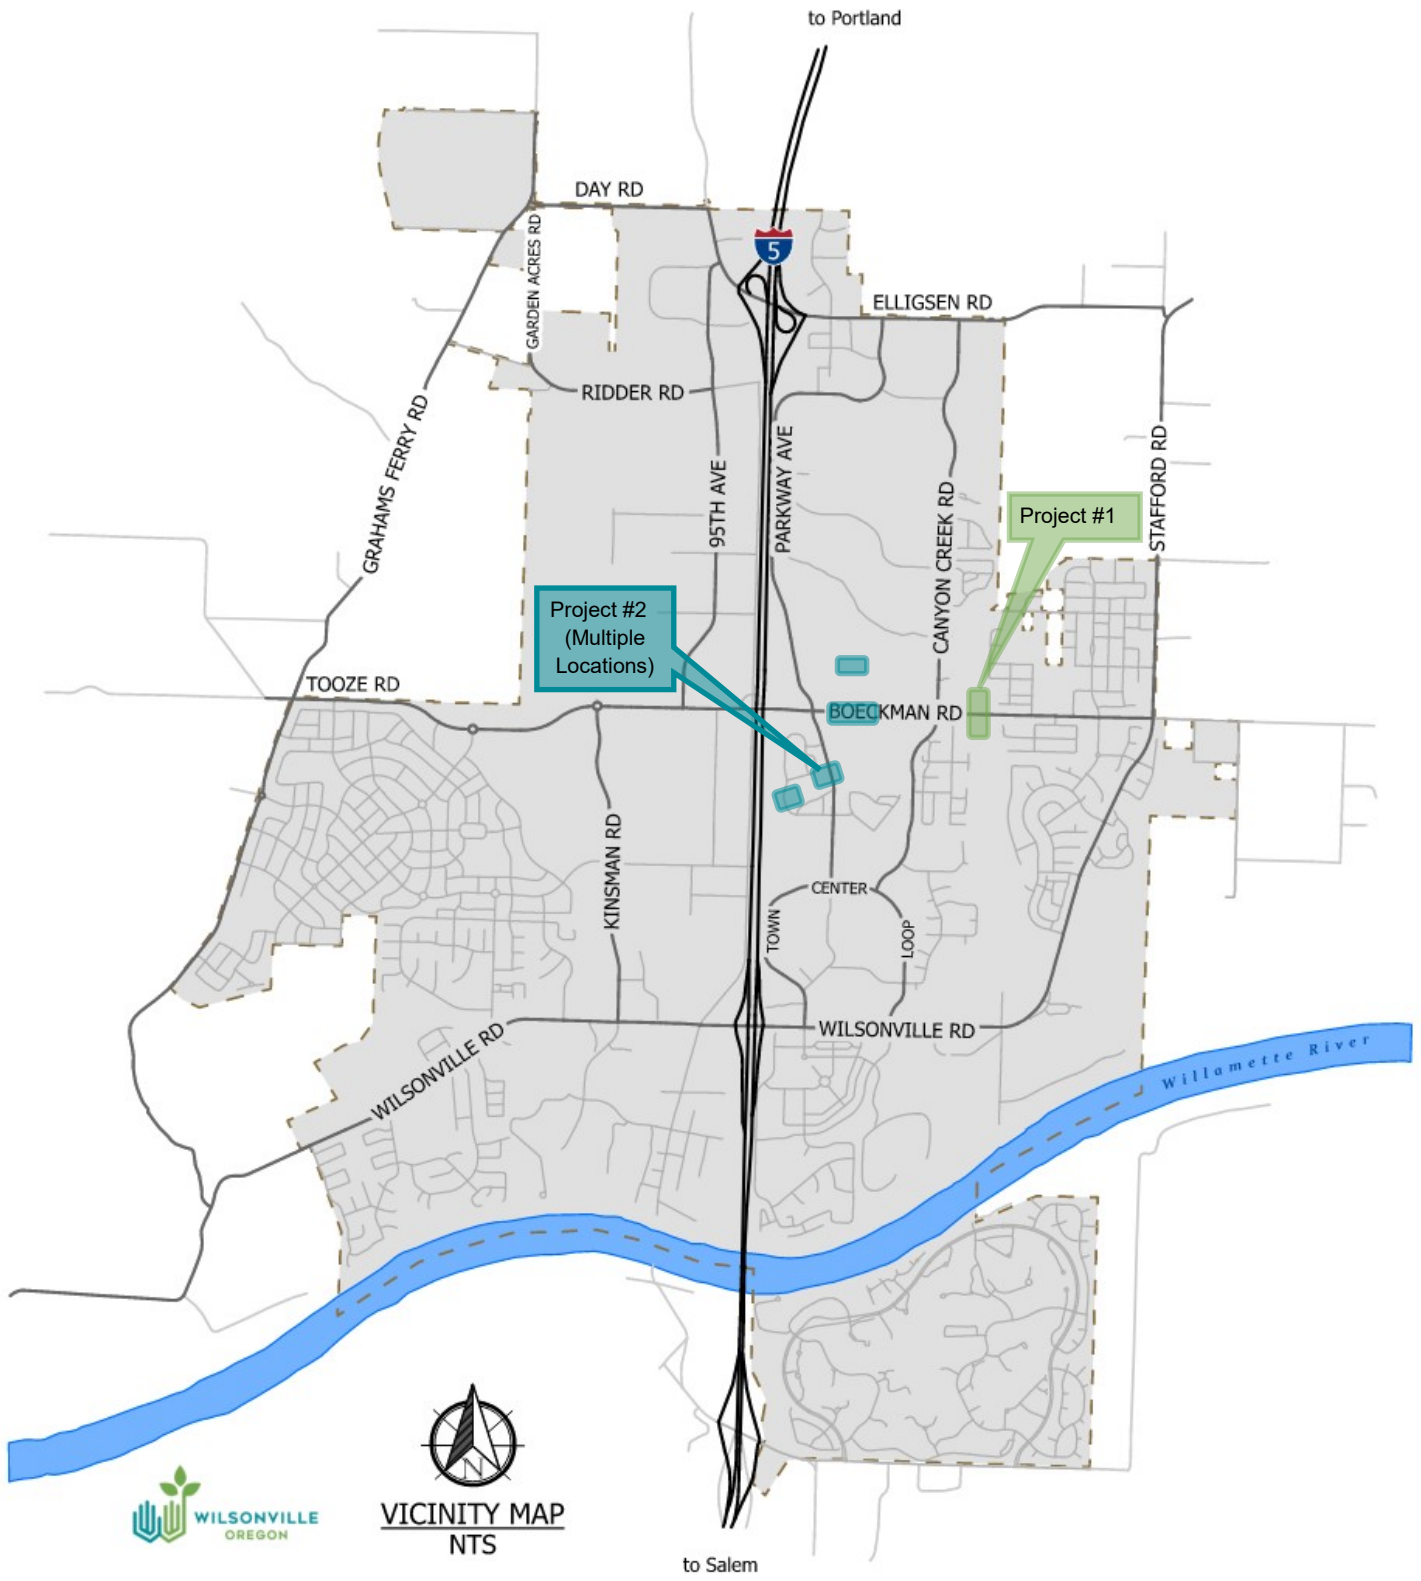 to Portland
DAY RD
5
GARDEN ACRES RD
ELLIGSEN RD
RIDDER RD
GRAHAMS FERRY RD
95TH AVE
PARKWAY AVE
CANYON CREEK RD
STAFFORD RD
Project #1
Project #2
(Multiple
Locations)
TOOZE RD
BOECKMAN RD
KINSMAN RD
CENTER
TOWN
LOOP
WILSONVILLE RD
WILSONVILLE RD
Willamette River
N
WILSONVILLE
OREGON
VICINITY MAP
NTS
to Salem